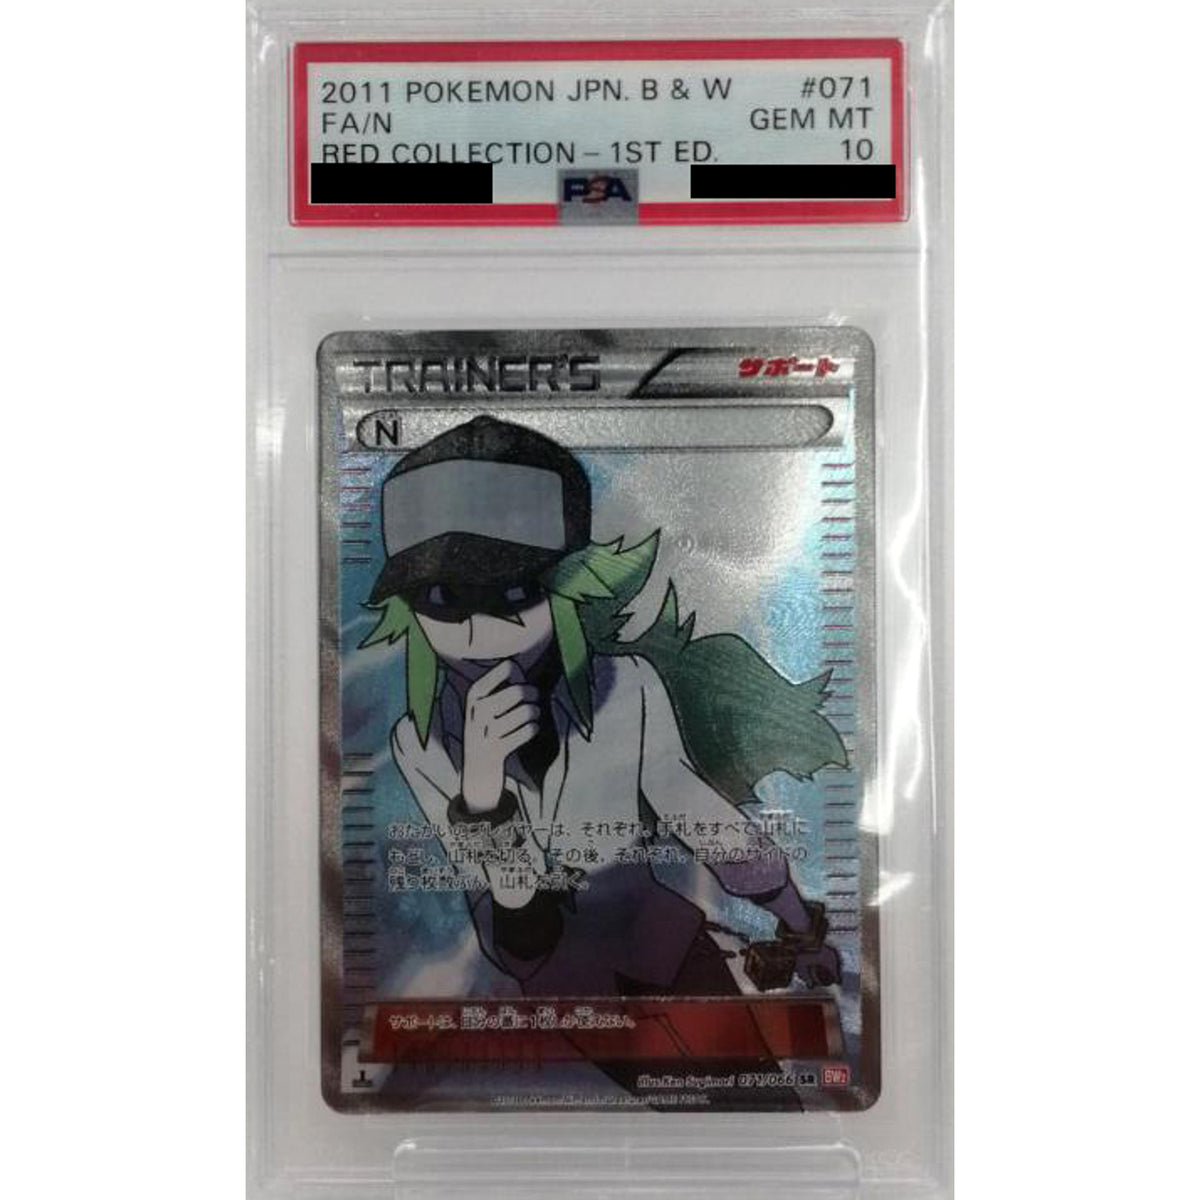 2011 POKEMON JPN. B & W #071
FA/N GEM MT
RED COLLECTION - 1ST ED. 10
PSA
TRAINER'S サポート
N
おたがいのプレイヤーは、それぞれ、手札をすべて山札に
もどし、山札を切る。その後、それぞれ、自分のサイドの
残り枚数ぶん、山札を引く。
サポートは、自分の番に1枚しか使えない。
illus.Ken Sugimori 071/066 SR BW2